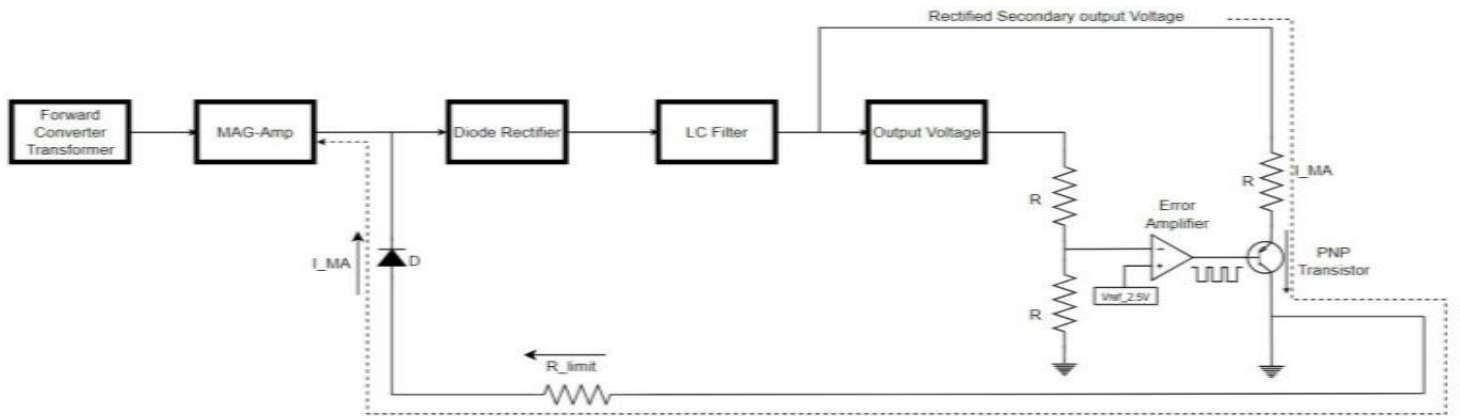 Rectified Secondary output Voltage
Forward
Converter
Transformer
MAG-Amp
Diode Rectifier
LC Filter
Output Voltage
R
I_MA
R
Error
Amplifier
I_MA
D
PNP
Transistor
Vref_2.5V
R
R_limit